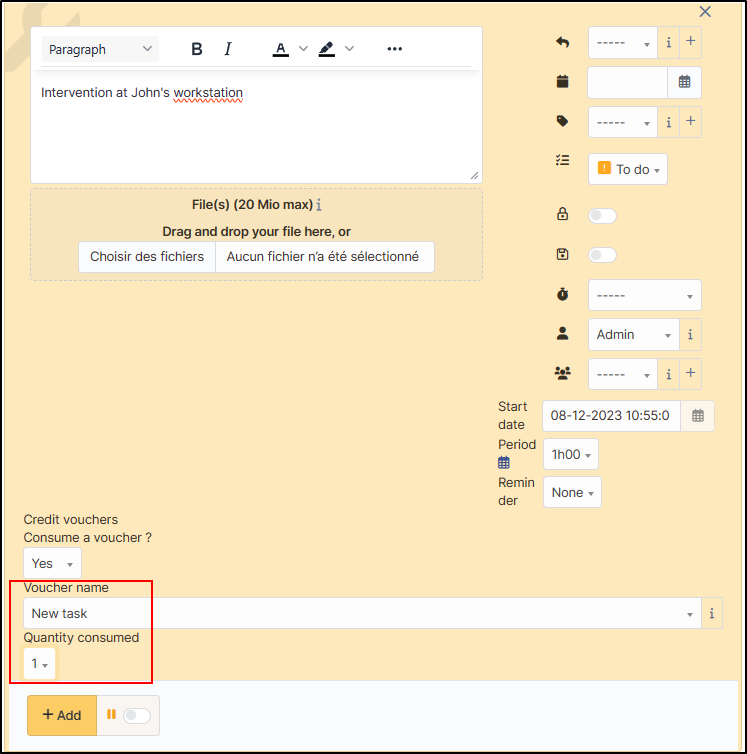 Paragraph B I A •••
Intervention at John's workstation
File(s) (20 Mio max) i
Drag and drop your file here, or
Choisir des fichiers Aucun fichier n'a été sélectionné
----- i +
----- i +
To do
-----
Admin i
----- i +
Start date 08-12-2023 10:55:0
Period 1h00
Remin
der None
Credit vouchers
Consume a voucher ?
Yes
Voucher name
New task i
Quantity consumed
1
+ Add